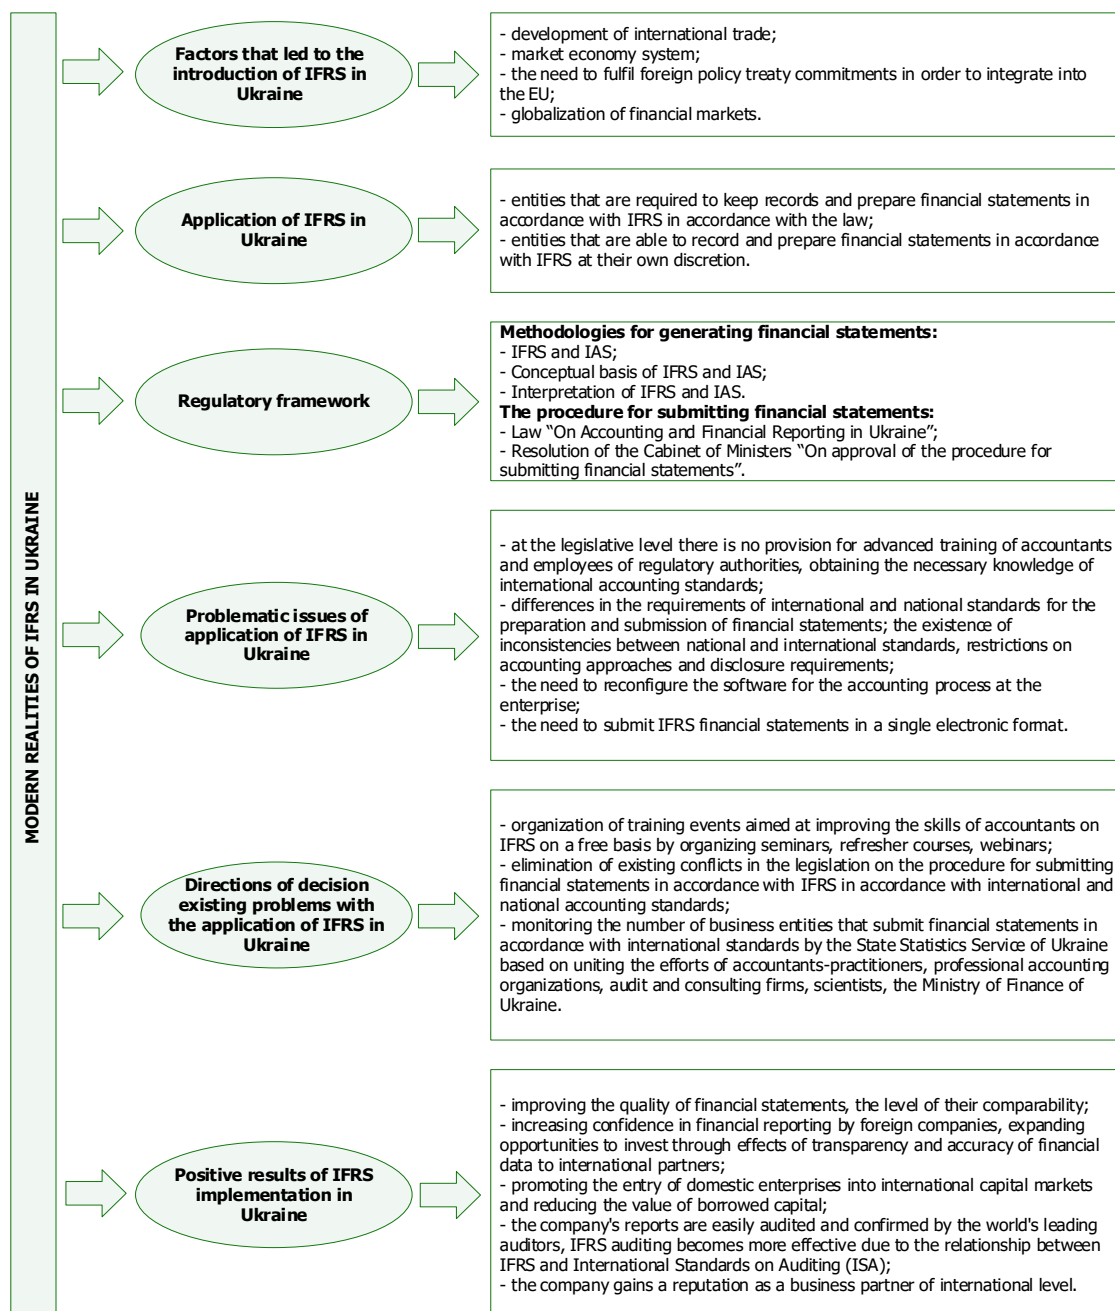 MODERN REALITIES OF IFRS IN UKRAINE
Factors that led to the
introduction of IFRS in
Ukraine
- development of international trade;
- market economy system;
- the need to fulfil foreign policy treaty commitments in order to integrate into
the EU;
- globalization of financial markets.
Application of IFRS in
Ukraine
- entities that are required to keep records and prepare financial statements in
accordance with IFRS in accordance with the law;
- entities that are able to record and prepare financial statements in accordance
with IFRS at their own discretion.
Regulatory framework
Methodologies for generating financial statements:
- IFRS and IAS;
- Conceptual basis of IFRS and IAS;
- Interpretation of IFRS and IAS.
The procedure for submitting financial statements:
- Law “On Accounting and Financial Reporting in Ukraine”;
- Resolution of the Cabinet of Ministers “On approval of the procedure for
submitting financial statements”.
Problematic issues of
application of IFRS in
Ukraine
- at the legislative level there is no provision for advanced training of accountants
and employees of regulatory authorities, obtaining the necessary knowledge of
international accounting standards;
- differences in the requirements of international and national standards for the
preparation and submission of financial statements; the existence of
inconsistencies between national and international standards, restrictions on
accounting approaches and disclosure requirements;
- the need to reconfigure the software for the accounting process at the
enterprise;
- the need to submit IFRS financial statements in a single electronic format.
Directions of decision
existing problems with
the application of IFRS in
Ukraine
- organization of training events aimed at improving the skills of accountants on
IFRS on a free basis by organizing seminars, refresher courses, webinars;
- elimination of existing conflicts in the legislation on the procedure for submitting
financial statements in accordance with IFRS in accordance with international and
national accounting standards;
- monitoring the number of business entities that submit financial statements in
accordance with international standards by the State Statistics Service of Ukraine
based on uniting the efforts of accountants-practitioners, professional accounting
organizations, audit and consulting firms, scientists, the Ministry of Finance of
Ukraine.
Positive results of IFRS
implementation in
Ukraine
- improving the quality of financial statements, the level of their comparability;
- increasing confidence in financial reporting by foreign companies, expanding
opportunities to invest through effects of transparency and accuracy of financial
data to international partners;
- promoting the entry of domestic enterprises into international capital markets
and reducing the value of borrowed capital;
- the company's reports are easily audited and confirmed by the world's leading
auditors, IFRS auditing becomes more effective due to the relationship between
IFRS and International Standards on Auditing (ISA);
- the company gains a reputation as a business partner of international level.